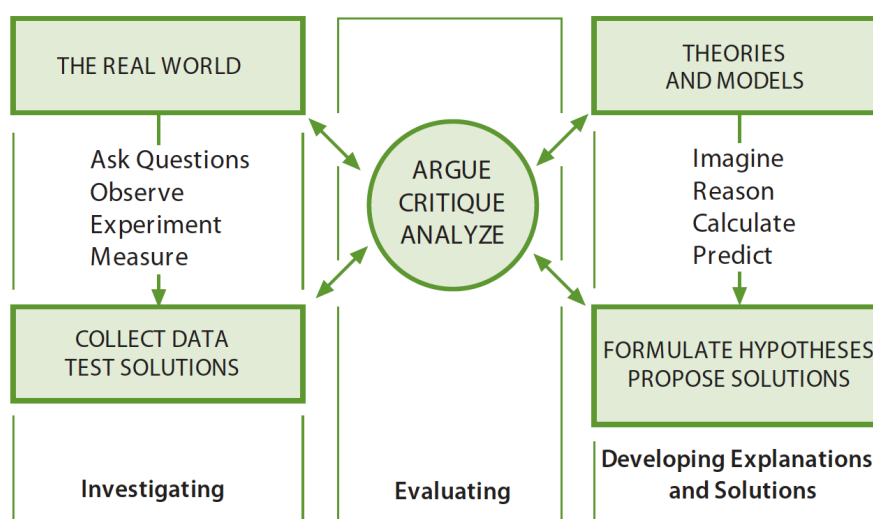 THE REAL WORLD
Ask Questions
Observe
Experiment
Measure
COLLECT DATA
TEST SOLUTIONS
Investigating
ARGUE
CRITIQUE
ANALYZE
Evaluating
THEORIES
AND MODELS
Imagine
Reason
Calculate
Predict
FORMULATE HYPOTHESES
PROPOSE SOLUTIONS
Developing Explanations
and Solutions